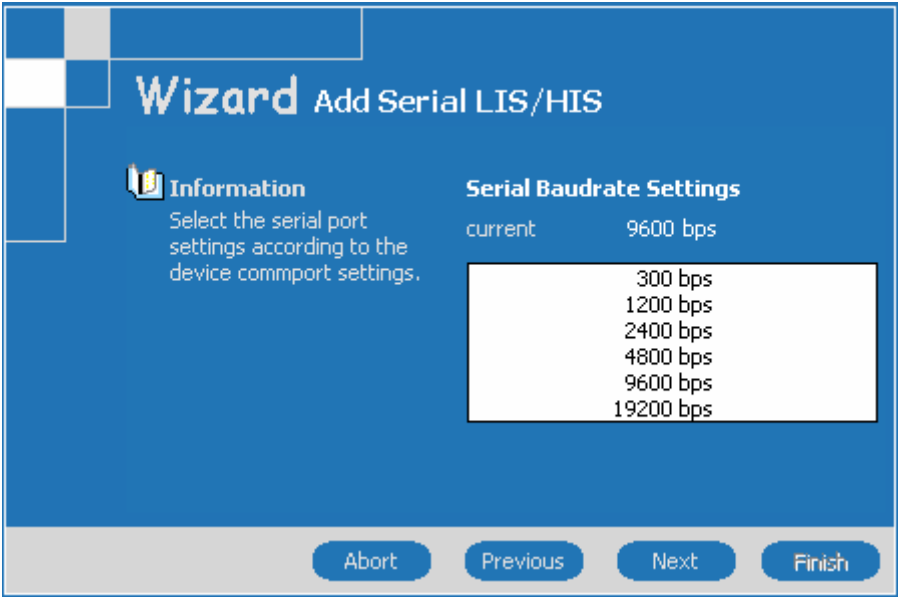 Wizard Add Serial LIS/HIS
Information
Select the serial port
settings according to the
device commport settings.
Serial Baudrate Settings
current 9600 bps
300 bps
1200 bps
2400 bps
4800 bps
9600 bps
19200 bps
Abort Previous Next Finish